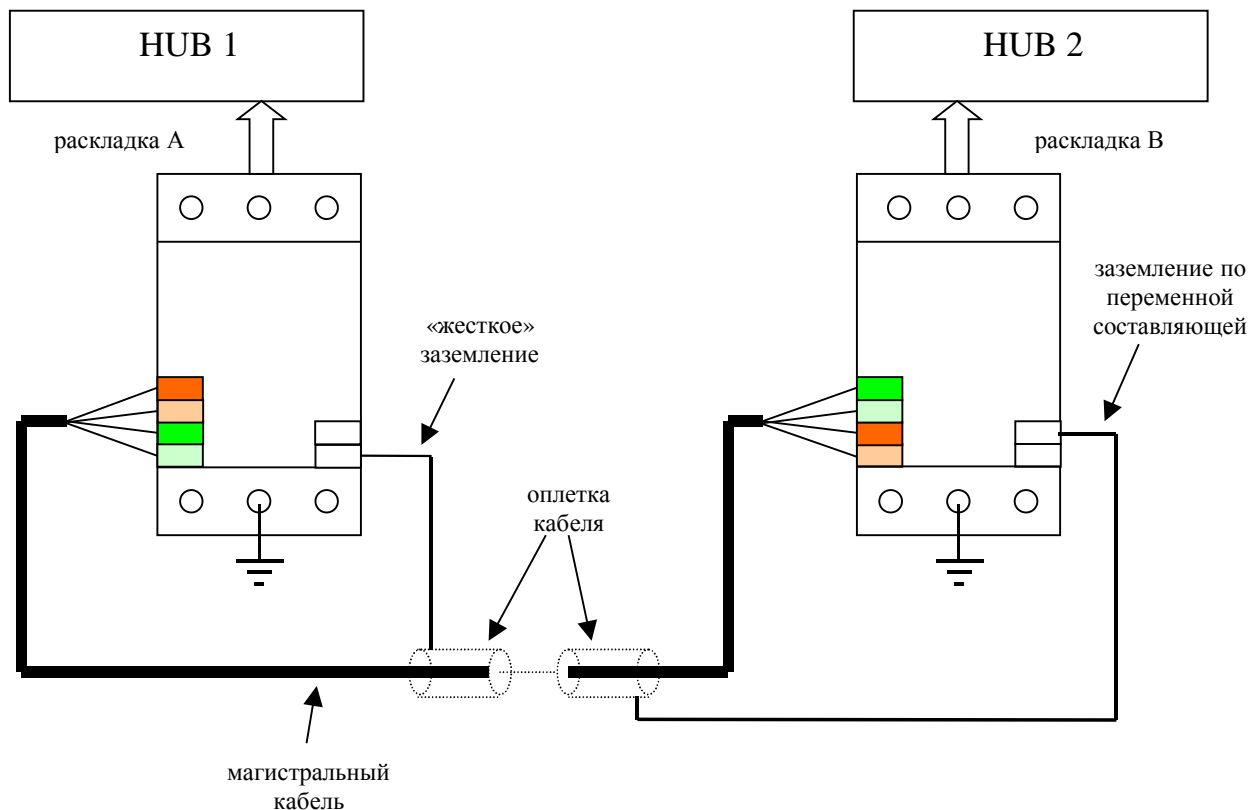 HUB 1
HUB 2
раскладка А
раскладка В
«жесткое»
заземление
заземление по
переменной
составляющей
оплетка
кабеля
магистральный
кабель